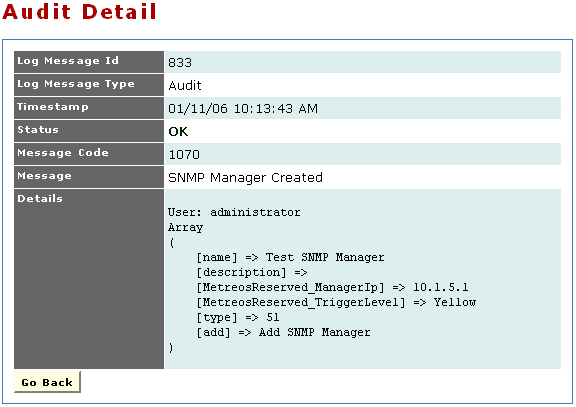 Audit Detail
Log Message Id 833
Log Message Type Audit
Timestamp 01/11/06 10:13:43 AM
Status OK
Message Code 1070
Message SNMP Manager Created
Details
User: administrator
Array
(
[name] => Test SNMP Manager
[description] =>
[MetreosReserved_ManagerIp] => 10.1.5.1
[MetreosReserved_TriggerLevel] => Yellow
[type] => 51
[add] => Add SNMP Manager
)
Go Back